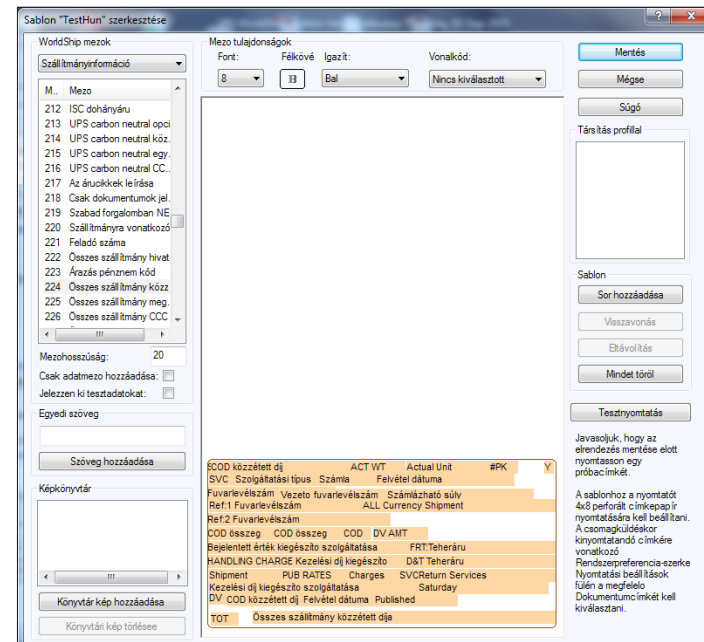 Sablon "TestHun" szerkesztése
WorldShip mezok
Szállítmányinformáció
M.. Mezo
212 ISC dohányáru
213 UPS carbon neutral opci
214 UPS carbon neutral köz.
215 UPS carbon neutral egy.
216 UPS carbon neutral CC..
217 Az árucikkek leírása
218 Csak dokumentumok jel.
219 Szabad forgalomban NE
220 Szállítmányra vonatkozó
221 Feladó száma
222 Összes szállítmány hivat
223 Árazás pénznem kód
224 Összes szállítmány közz
225 Összes szállítmány meg.
226 Összes szállítmány CCC
Mezohosszúság: 20
Csak adatmezo hozzáadása:
Jelezzen ki tesztadatokat:
Egyedi szöveg
Szöveg hozzáadása
Képkönyvtár
Könyvtár kép hozzáadása
Könyvtári kép törlésee
Mezo tulajdonságok
Font: Félkövé Igazít: Vonalkód:
8 B Bal Nincs kiválasztott
ECOD közzétett díj ACT WT Actual Unit #PK Y
SVC Szolgáltatási típus Számla Felvétel dátuma
Fuvarlevélszám Vezeto fuvarlevélszám Számlázható súly
Ref:1 Fuvarlevélszám ALL Currency Shipment
Ref:2 Fuvarlevélszám
COD összeg COD összeg COD DV AMT
Bejelentett érték kiegészíto szolgáltatása FRT:Teheráru
HANDLING CHARGE Kezelési díj kiegészíto D&T Teheráru
Shipment PUB RATES Charges SVCReturn Services
Kezelési díj kiegészíto szolgáltatása Saturday
DV COD közzétett díj Felvétel dátuma Published
TOT Összes szállítmány közzétett díja
Mentés
Mégse
Súgó
Társítás profillal
Sablon
Sor hozzáadása
Visszavonás
Eltávolítás
Mindet töröl
Tesztnyomtatás
Javasoljuk, hogy az
elrendezés mentése elott
nyomtasson egy
próbacímkét.
A sablonhoz a nyomtatót
4x8 perforált címkepapír
nyomtatására kell beállítani.
A csomagküldéskor
kinyomtatandó címkére
vonatkozó
Rendszerpreferencia-szerke
Nyomtatási beállítások
fülén a megfelelo
Dokumentumcímkét kell
kiválasztani.